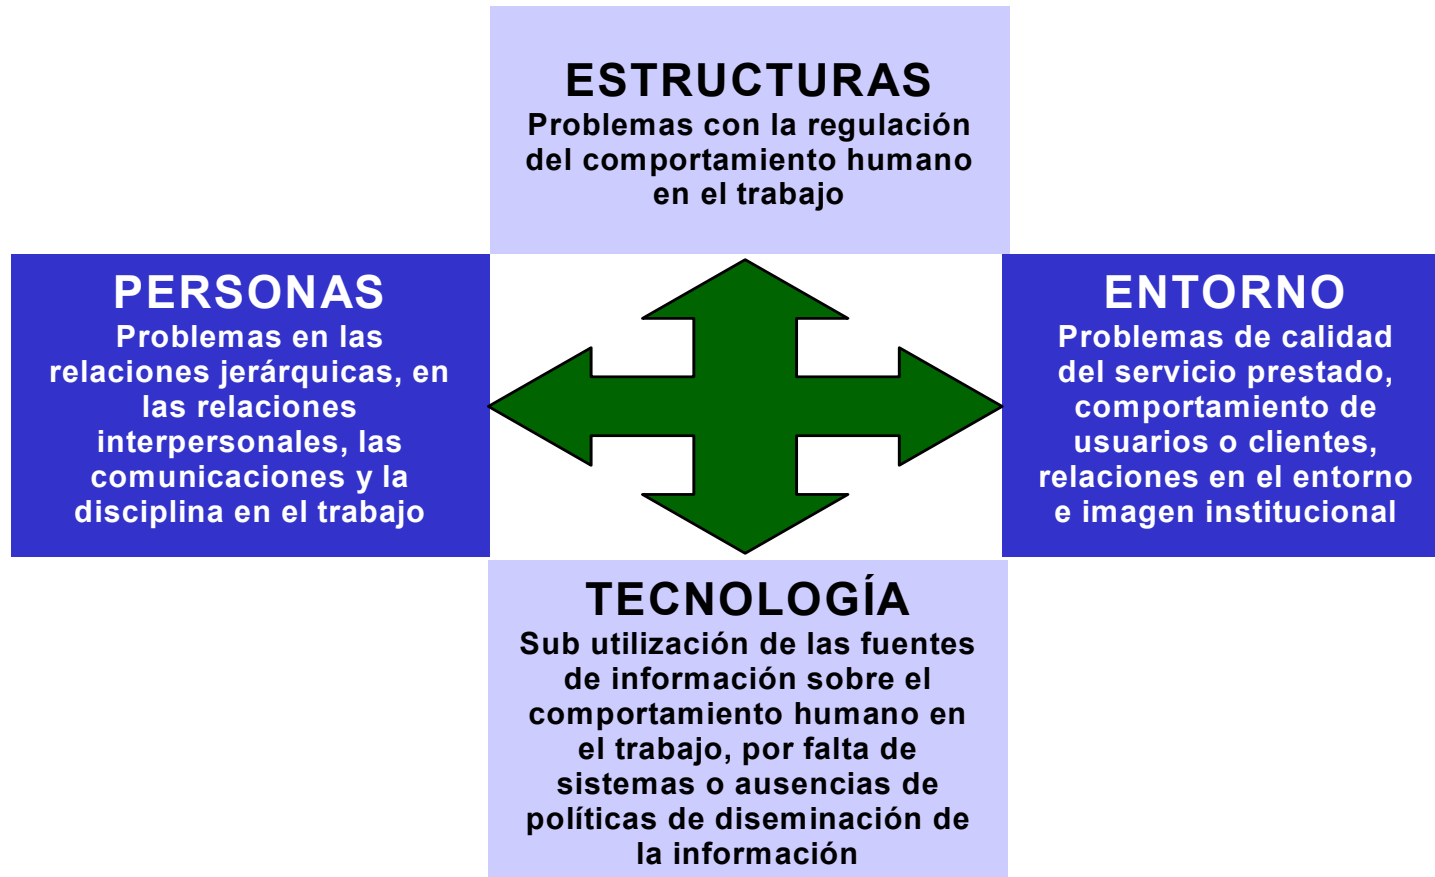 ESTRUCTURAS
Problemas con la regulación
del comportamiento humano
en el trabajo
PERSONAS
Problemas en las
relaciones jerárquicas, en
las relaciones
interpersonales, las
comunicaciones y la
disciplina en el trabajo
ENTORNO
Problemas de calidad
del servicio prestado,
comportamiento de
usuarios o clientes,
relaciones en el entorno
e imagen institucional
TECNOLOGÍA
Sub utilización de las fuentes
de información sobre el
comportamiento humano en
el trabajo, por falta de
sistemas o ausencias de
políticas de diseminación de
la información